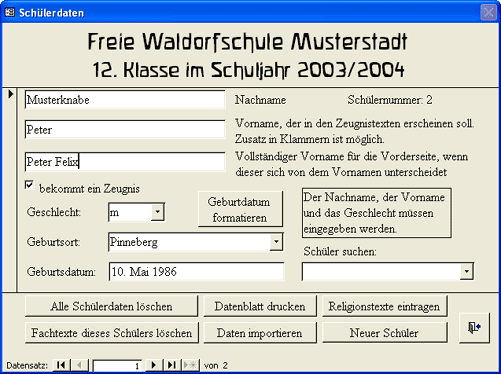 Schülerdaten
Freie Waldorfschule Musterstadt
12. Klasse im Schuljahr 2003/2004
Musterknabe Nachname Schülernummer: 2
Peter Vorname, der in den Zeugnistexten erscheinen soll.
Zusatz in Klammern ist möglich.
Peter Felix Vollständiger Vorname für die Vorderseite, wenn
dieser sich von dem Vornamen unterscheidet
bekommt ein Zeugnis
Geschlecht: m
Geburtdatum
formatieren
Der Nachname, der Vorname
und das Geschlecht müssen
eingegeben werden.
Geburtsort: Pinneberg
Schüler suchen:
Geburtsdatum: 10. Mai 1986
Alle Schülerdaten löschen Datenblatt drucken Religionstexte eintragen
Fachtexte dieses Schülers löschen Daten importieren Neuer Schüler
Datensatz: 1 von 2